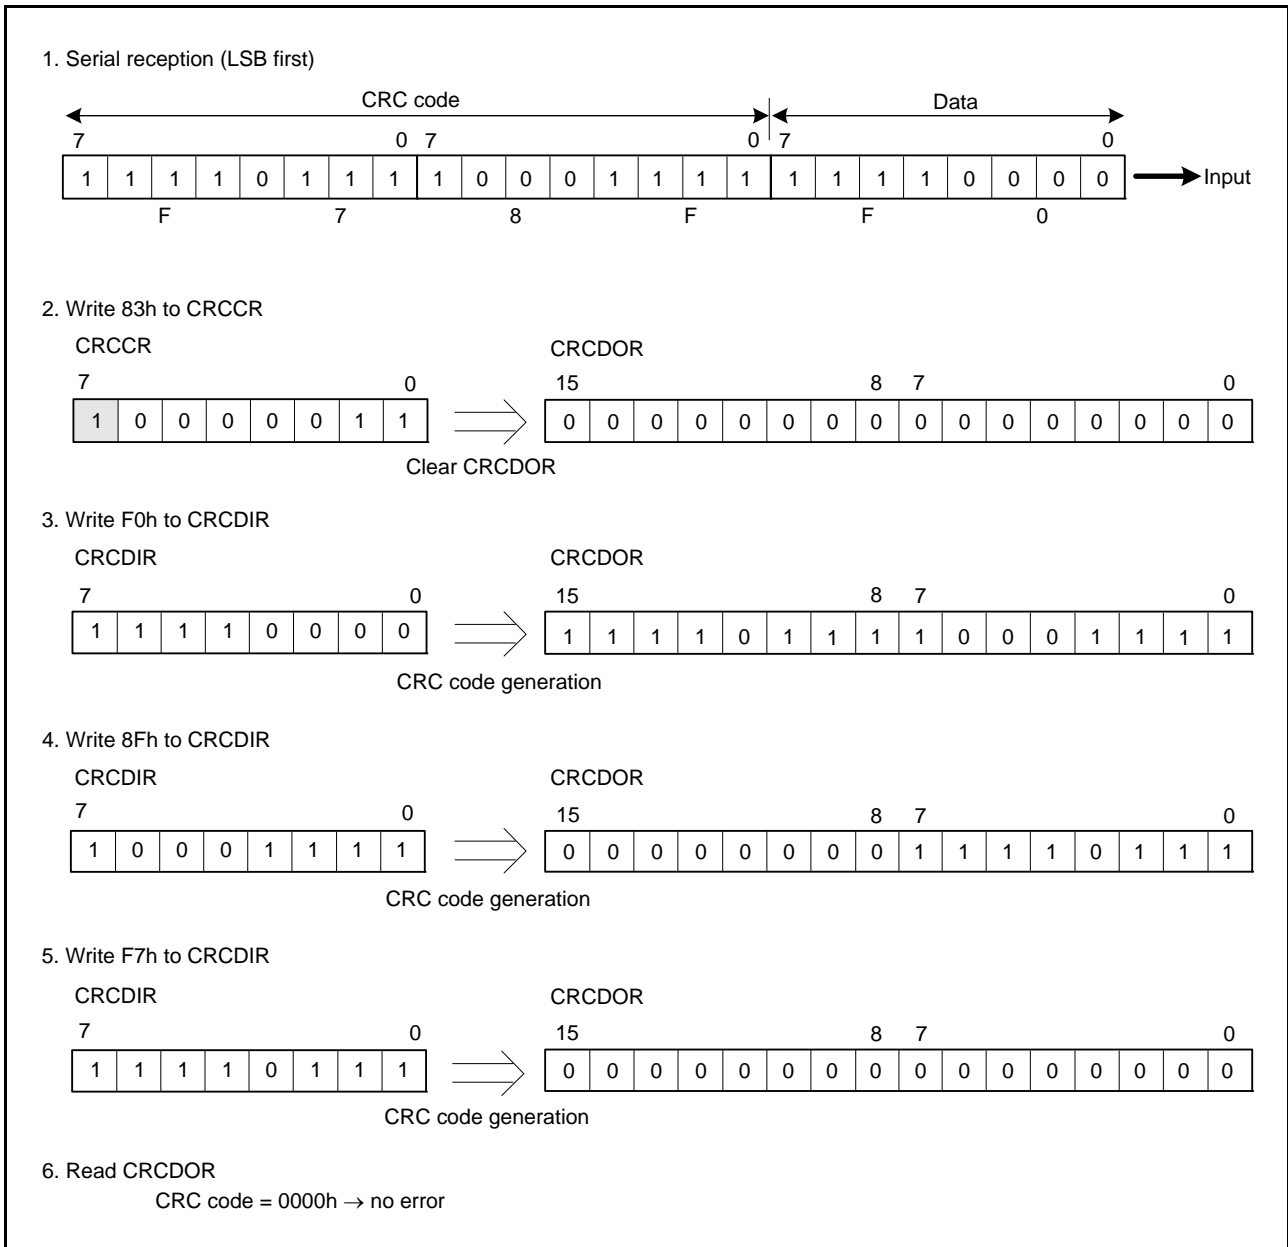 1. Serial reception (LSB first)
CRC code Data
7 0 7 0 7 0
1 1 1 1 0 1 1 1 1 0 0 0 1 1 1 1 1 1 1 1 0 0 0 0 Input
F 7 8 F F 0
2. Write 83h to CRCCR
CRCCR CRCDOR
7 0 15 8 7 0
1 0 0 0 0 0 1 1 0 0 0 0 0 0 0 0 0 0 0 0 0 0 0 0
Clear CRCDOR
3. Write F0h to CRCDIR
CRCDIR CRCDOR
7 0 15 8 7 0
1 1 1 1 0 0 0 0 1 1 1 1 0 1 1 1 1 0 0 0 1 1 1 1
CRC code generation
4. Write 8Fh to CRCDIR
CRCDIR CRCDOR
7 0 15 8 7 0
1 0 0 0 1 1 1 1 0 0 0 0 0 0 0 0 1 1 1 1 0 1 1 1
CRC code generation
5. Write F7h to CRCDIR
CRCDIR CRCDOR
7 0 15 8 7 0
1 1 1 1 0 1 1 1 0 0 0 0 0 0 0 0 0 0 0 0 0 0 0 0
CRC code generation
6. Read CRCDOR
CRC code = 0000h → no error